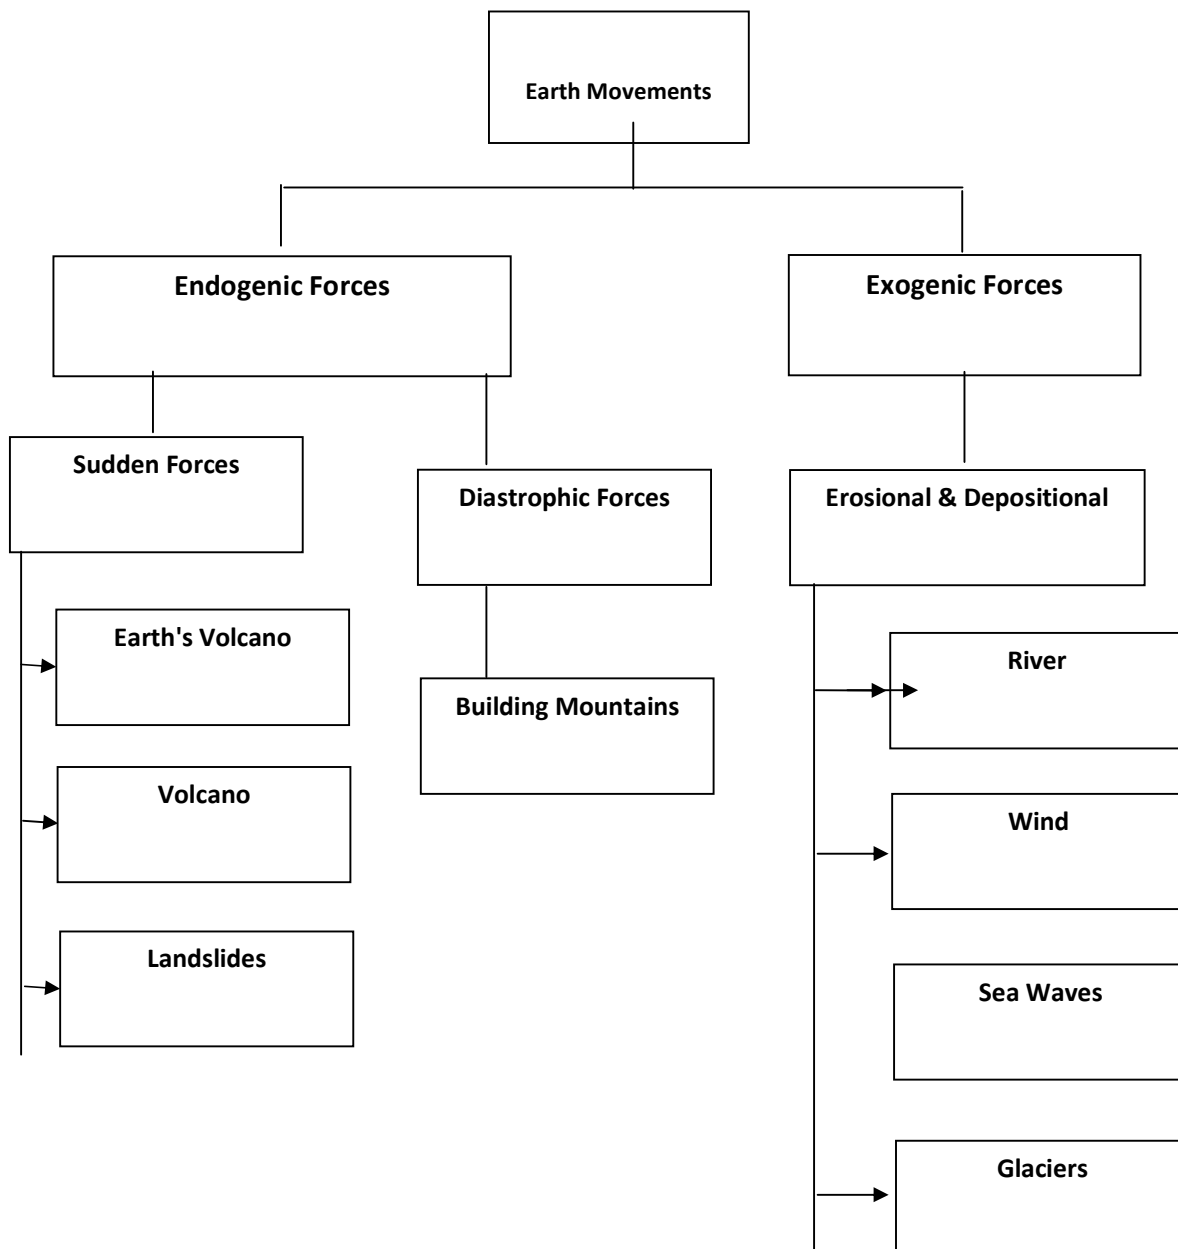 Earth Movements
Endogenic Forces
Exogenic Forces
Sudden Forces
Diastrophic Forces
Erosional & Depositional
Earth's Volcano
River
Building Mountains
Volcano
Wind
Landslides
Sea Waves
Glaciers